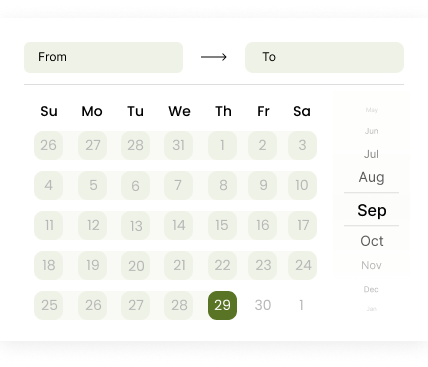 From
To
Su Mo Tu We Th Fr Sa
26 27 28 31 1 2 3
4 5 6 7 8 9 10
11 12 13 14 15 16 17
18 19 20 21 22 23 24
25 26 27 28 29 30 1
May
Jun
Jul
Aug
Sep
Oct
Nov
Dec
Jan